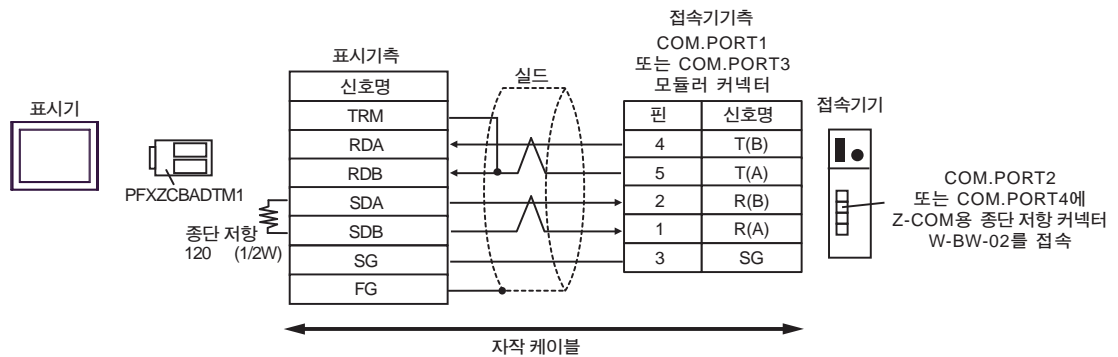 접속기기측
COM.PORT1
또는 COM.PORT3
모듈러 커넥터
표시기측
실드
표시기
접속기기
신호명
TRM
RDA
RDB
SDA
SDB
SG
FG
핀 신호명
4 T(B)
5 T(A)
2 R(B)
1 R(A)
3 SG
PFXZCBADTM1
종단 저항
120 (1/2W)
COM.PORT2
또는 COM.PORT4에
Z-COM용 종단 저항 커넥터
W-BW-02를 접속
자작 케이블